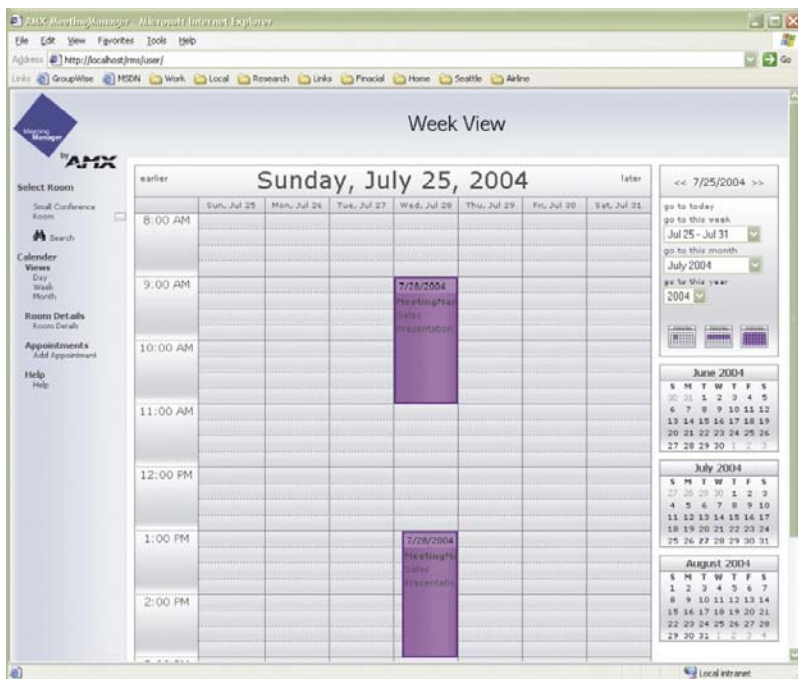 AMX MeetingManager - Microsoft Internet Explorer
File Edit View Favorites Tools Help
Address http://localhost/rms/user/ Go
Links GroupWise MSDN Work Local Research Links Finacial Home Seattle Airline
Meeting Manager
by AMX
Week View
Select Room
Small Conference
Room
Search
Calender
Views
Day
Week
Month
Room Details
Room Details
Appointments
Add Appointment
Help
Help
earlier Sunday, July 25, 2004 later
Sun, Jul 25 Mon, Jul 26 Tue, Jul 27 Wed, Jul 28 Thu, Jul 29 Fri, Jul 30 Sat, Jul 31
8:00 AM
9:00 AM
7/28/2004
MeetingMa
Sales
Presentation
10:00 AM
11:00 AM
12:00 PM
1:00 PM
7/28/2004
MeetingMa
Sales
Presentatio
2:00 PM
<< 7/25/2004 >>
go to today
go to this week
Jul 25 - Jul 31
go to this month
July 2004
go to this year
2004
June 2004
S M T W T F S
30 31 1 2 3 4 5
6 7 8 9 10 11 12
13 14 15 16 17 18 19
20 21 22 23 24 25 26
27 28 29 30 1 2 3
July 2004
S M T W T F S
27 28 29 30 1 2 3
4 5 6 7 8 9 10
11 12 13 14 15 16 17
18 19 20 21 22 23 24
25 26 27 28 29 30 31
August 2004
S M T W T F S
1 2 3 4 5 6 7
8 9 10 11 12 13 14
15 16 17 18 19 20 21
22 23 24 25 26 27 28
29 30 31 1 2 3 4
Local intranet